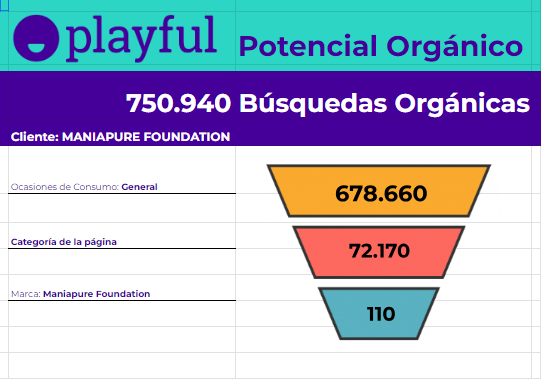 playful
Potencial Orgánico
750.940 Búsquedas Orgánicas
Cliente: MANIAPURE FOUNDATION
Ocasiones de Consumo: General
678.660
Categoría de la página
72.170
Marca: Maniapure Foundation
110